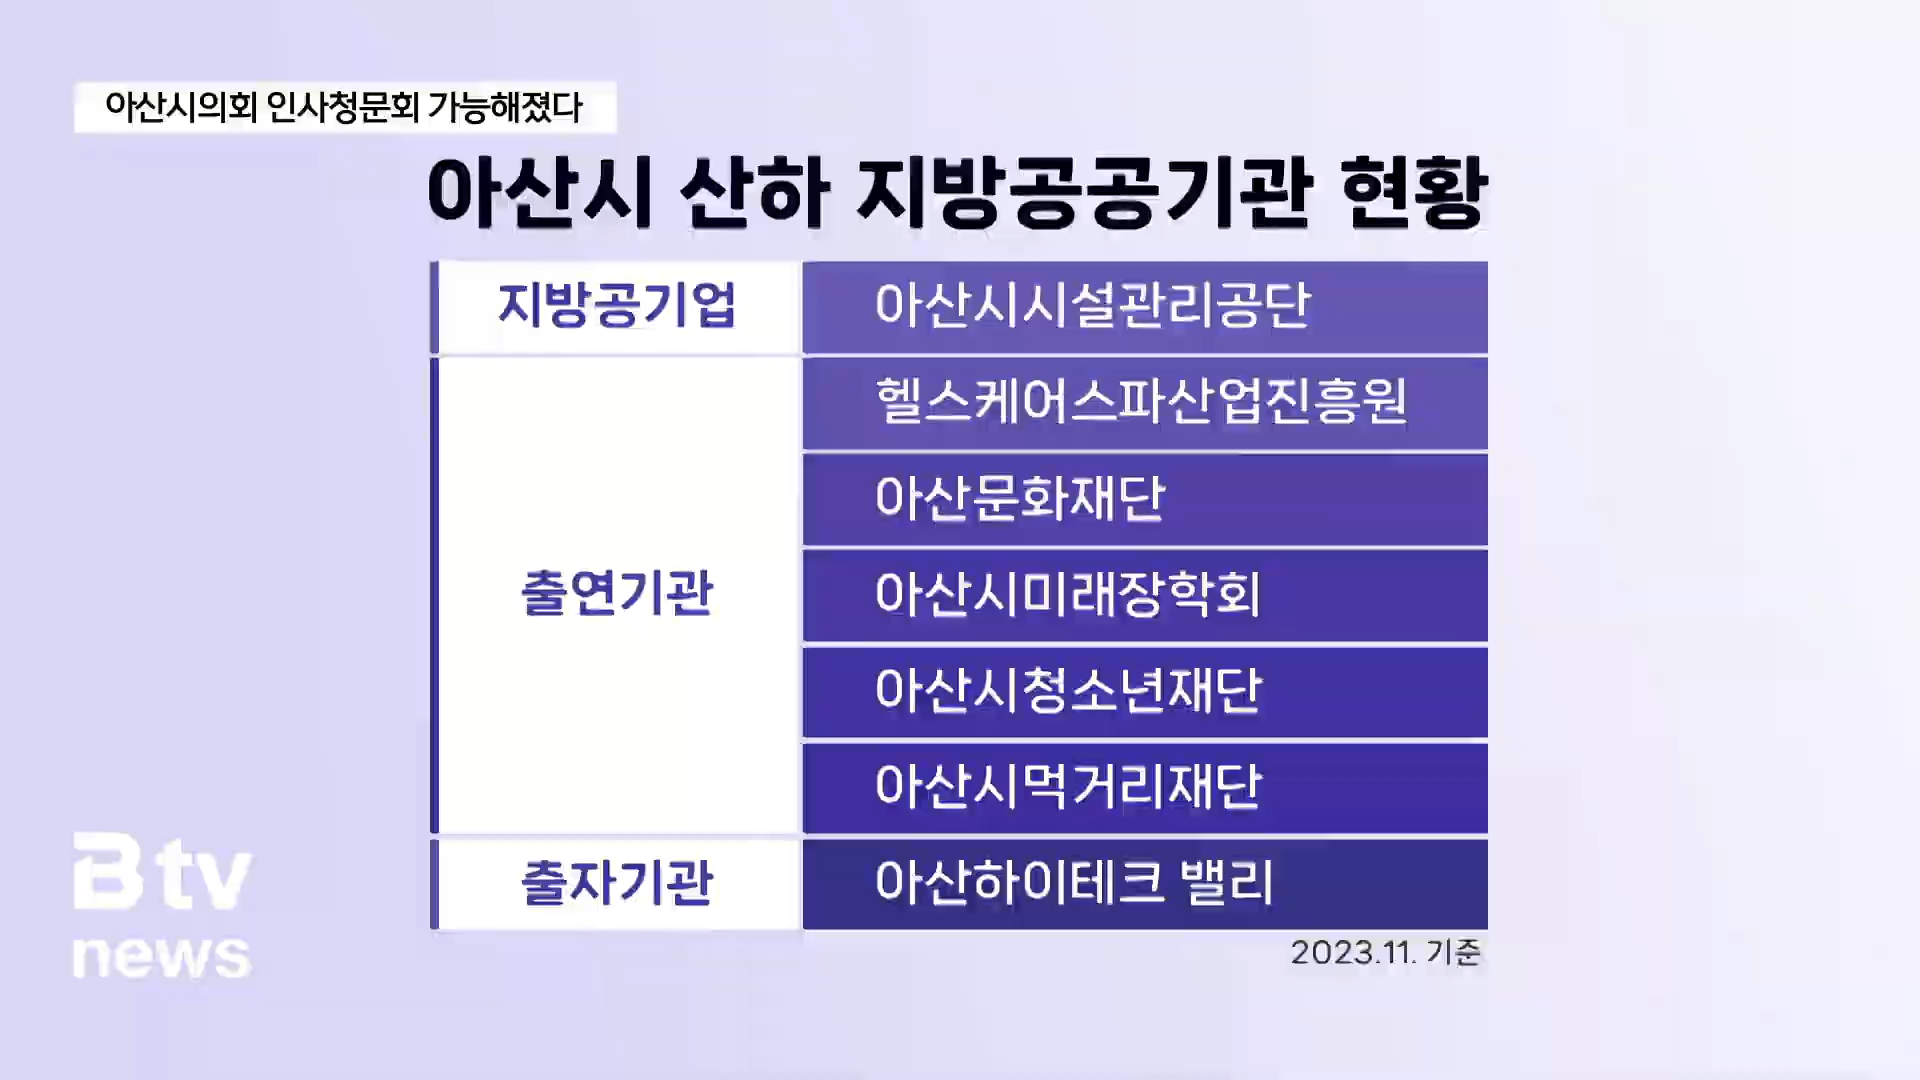 아산시의회 인사청문회 가능해졌다
아산시 산하 지방공공기관 현황
지방공기업
아산시시설관리공단
출연기관
헬스케어스파산업진흥원
아산문화재단
아산시미래장학회
아산시청소년재단
아산시먹거리재단
출자기관
아산하이테크 밸리
2023.11. 기준
B tv
news